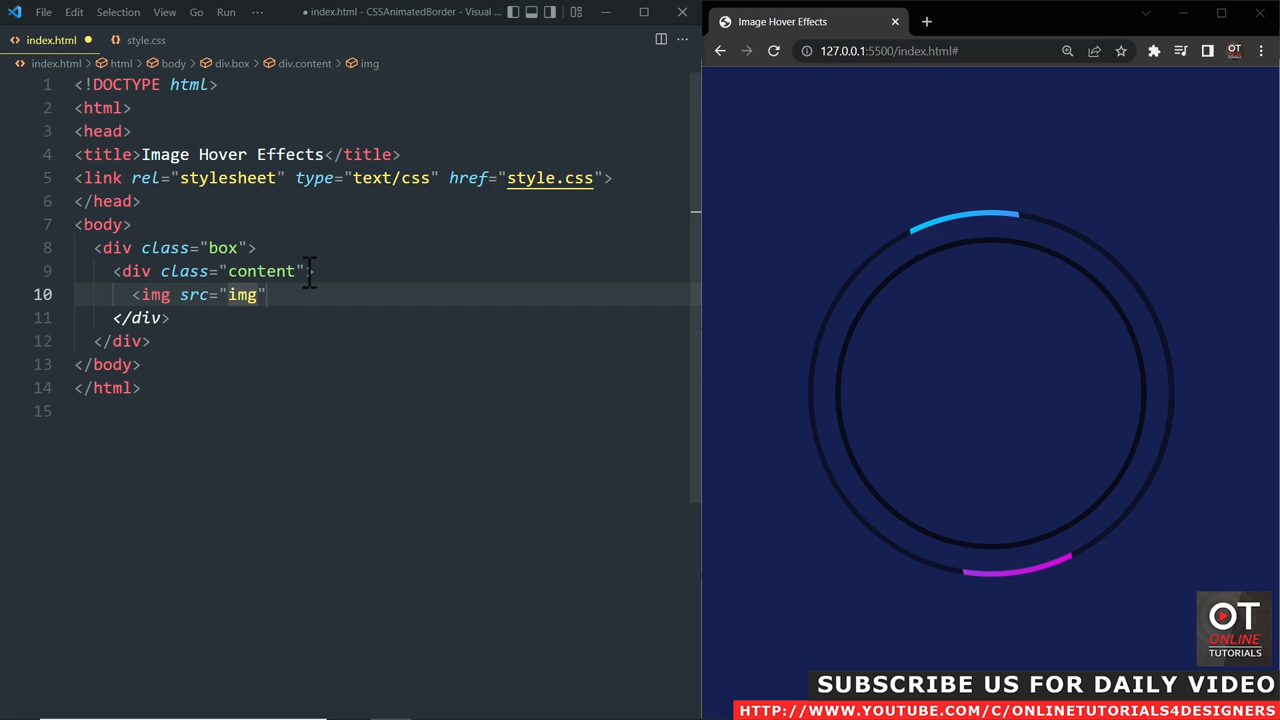 File Edit Selection View Go Run ··· ● index.html - CSSAnimatedBorder - Visual ...
index.html ● style.css
index.html > html > body > div.box > div.content > img
1 <!DOCTYPE html>
2 <html>
3 <head>
4 <title>Image Hover Effects</title>
5 <link rel="stylesheet" type="text/css" href="style.css">
6 </head>
7 <body>
8 <div class="box">
9 <div class="content">
10 <img src="img"
11 </div>
12 </div>
13 </body>
14 </html>
15
Image Hover Effects
127.0.0.1:5500/index.html#
OT
OT
ONLINE
TUTORIALS
SUBSCRIBE US FOR DAILY VIDEO
HTTP://WWW.YOUTUBE.COM/C/ONLINETUTORIALS4DESIGNERS